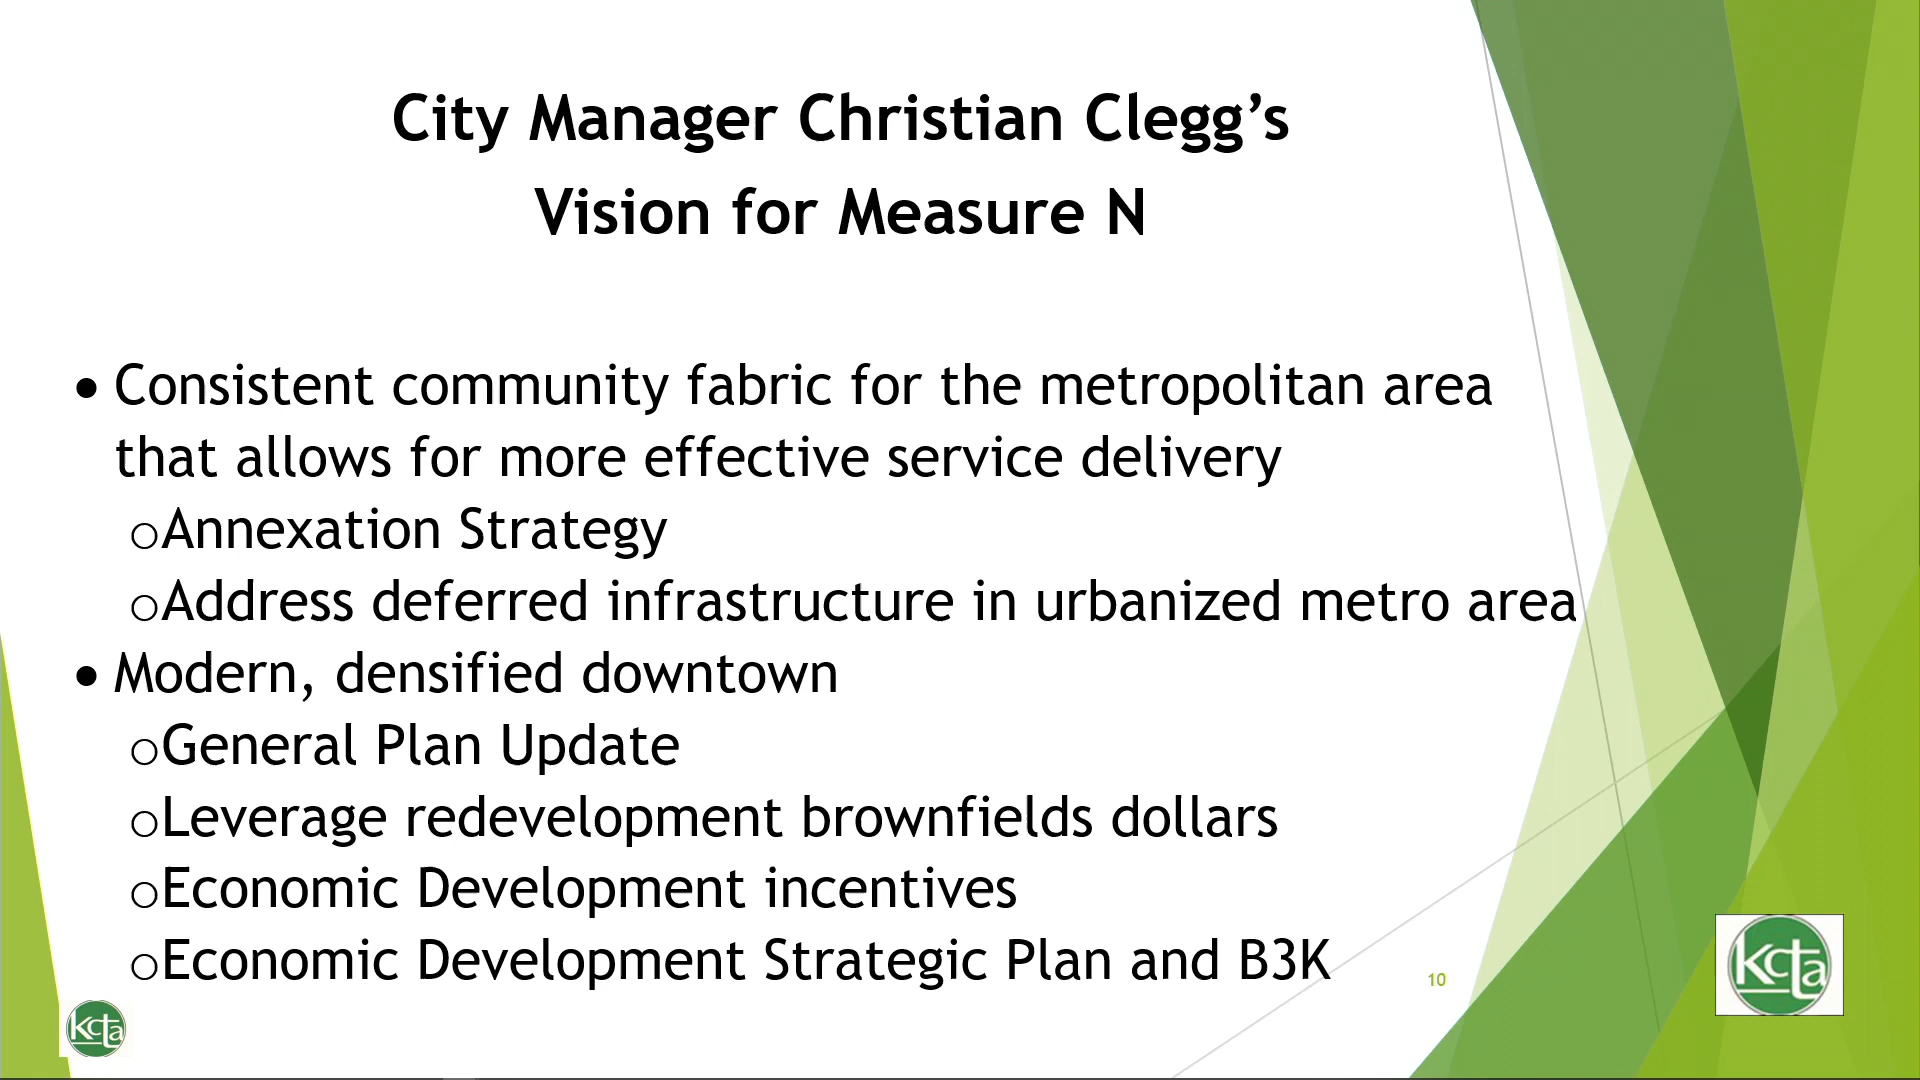 City Manager Christian Clegg’s
Vision for Measure N
• Consistent community fabric for the metropolitan area
that allows for more effective service delivery
oAnnexation Strategy
oAddress deferred infrastructure in urbanized metro area
• Modern, densified downtown
oGeneral Plan Update
oLeverage redevelopment brownfields dollars
oEconomic Development incentives
oEconomic Development Strategic Plan and B3K
10
kcta
kcta